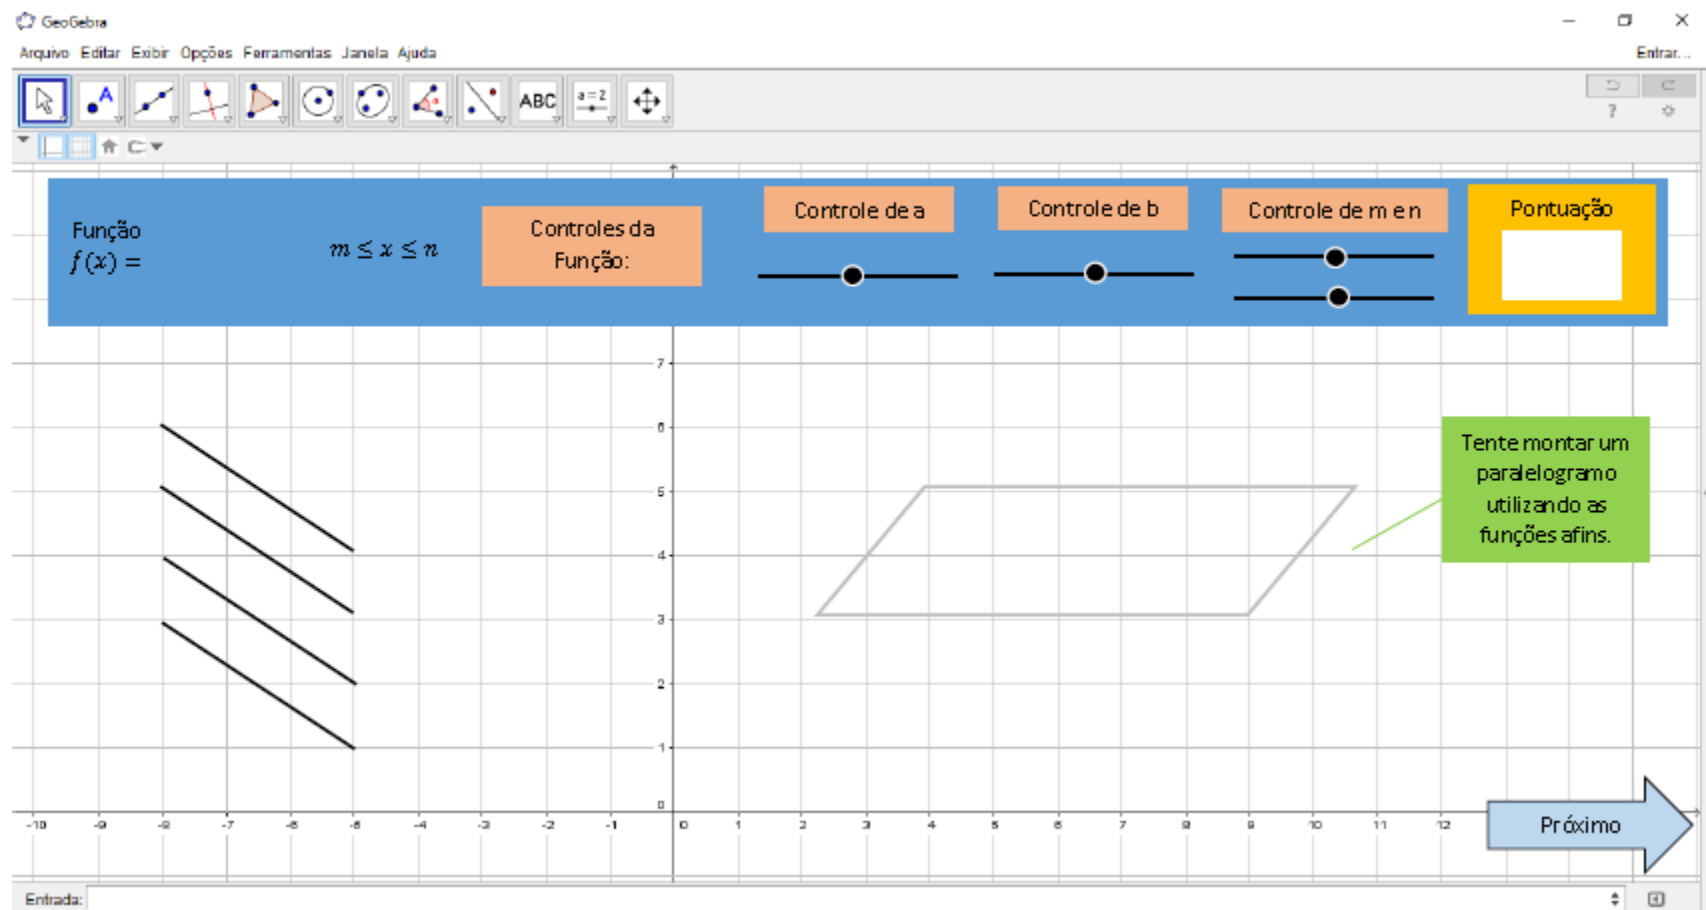 GeoGebra
Arquivo Editar Exibir Opções Ferramentas Janela Ajuda
Entrar...
A
ABC
a=2
?
Função
f(x) =
m ≤ x ≤ n
Controles da
Função:
Controle de a
Controle de b
Controle de m e n
Pontuação
7
6
5
4
3
2
1
0
Tente montar um
paralelogramo
utilizando as
funções afins.
-10 -9 -8 -7 -6 -5 -4 -3 -2 -1 0 1 2 3 4 5 6 7 8 9 10 11 12
Próximo
Entrada: